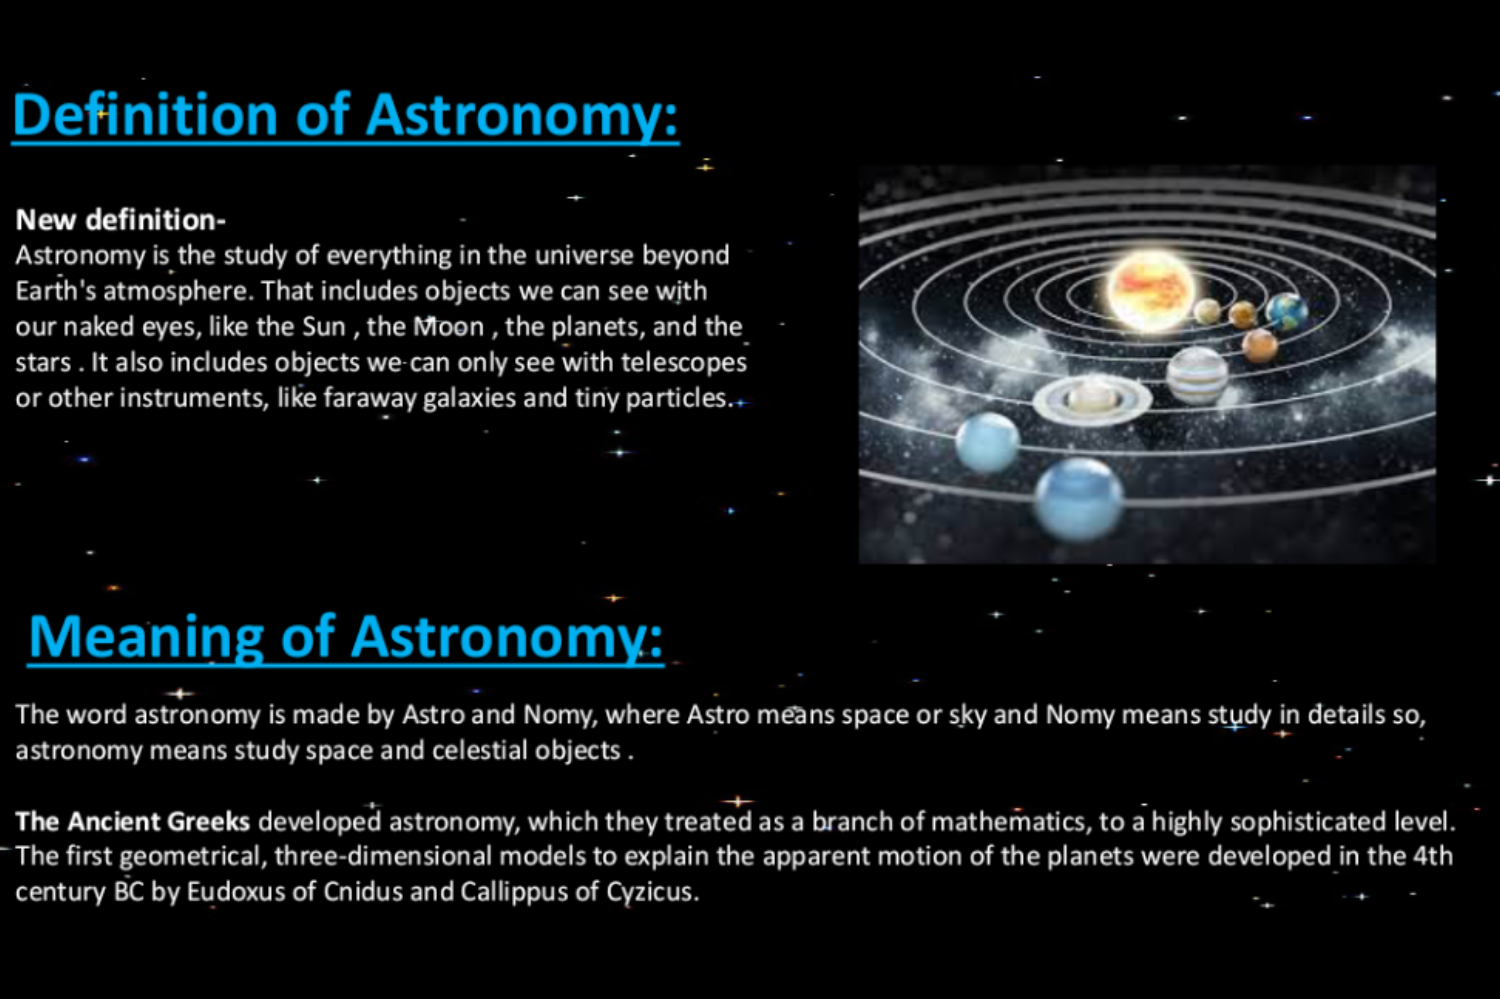 Definition of Astronomy:
New definition-
Astronomy is the study of everything in the universe beyond
Earth's atmosphere. That includes objects we can see with
our naked eyes, like the Sun , the Moon , the planets, and the
stars . It also includes objects we can only see with telescopes
or other instruments, like faraway galaxies and tiny particles.
Meaning of Astronomy:
The word astronomy is made by Astro and Nomy, where Astro means space or sky and Nomy means study in details so,
astronomy means study space and celestial objects .
The Ancient Greeks developed astronomy, which they treated as a branch of mathematics, to a highly sophisticated level.
The first geometrical, three-dimensional models to explain the apparent motion of the planets were developed in the 4th
century BC by Eudoxus of Cnidus and Callippus of Cyzicus.